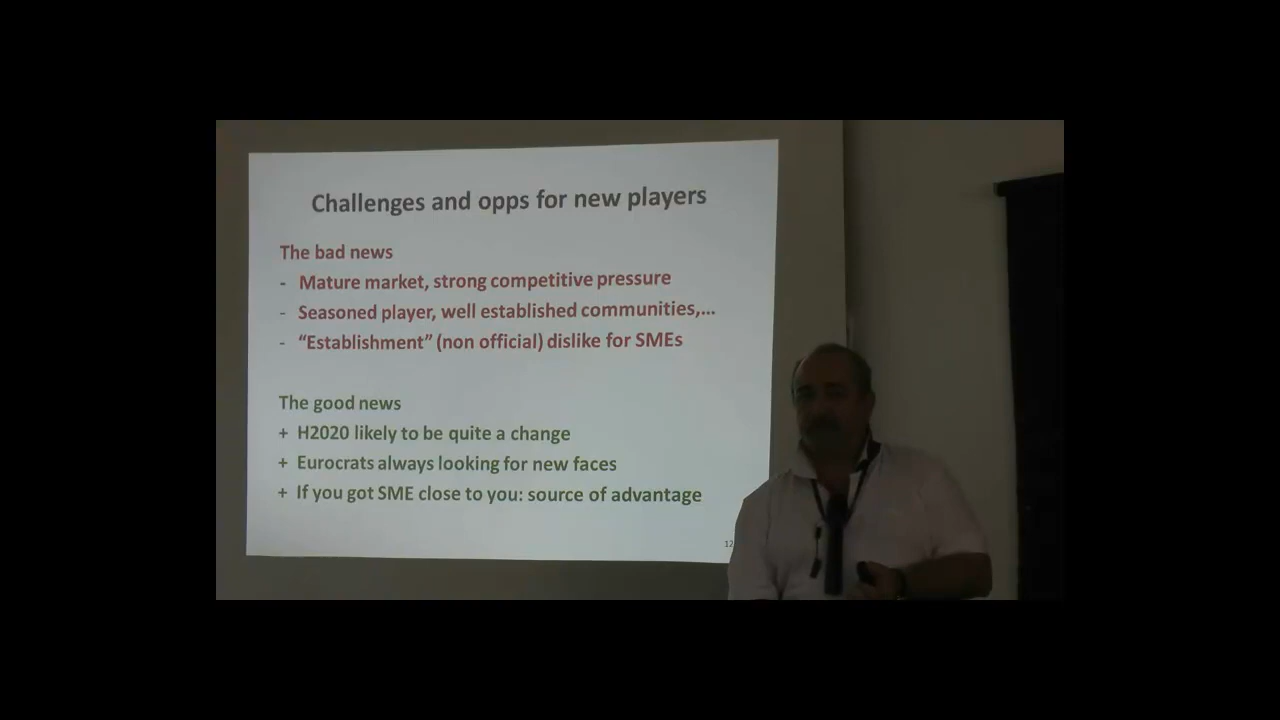 Challenges and opps for new players
The bad news
- Mature market, strong competitive pressure
- Seasoned player, well established communities,...
- “Establishment” (non official) dislike for SMEs
The good news
+ H2020 likely to be quite a change
+ Eurocrats always looking for new faces
+ If you got SME close to you: source of advantage
12